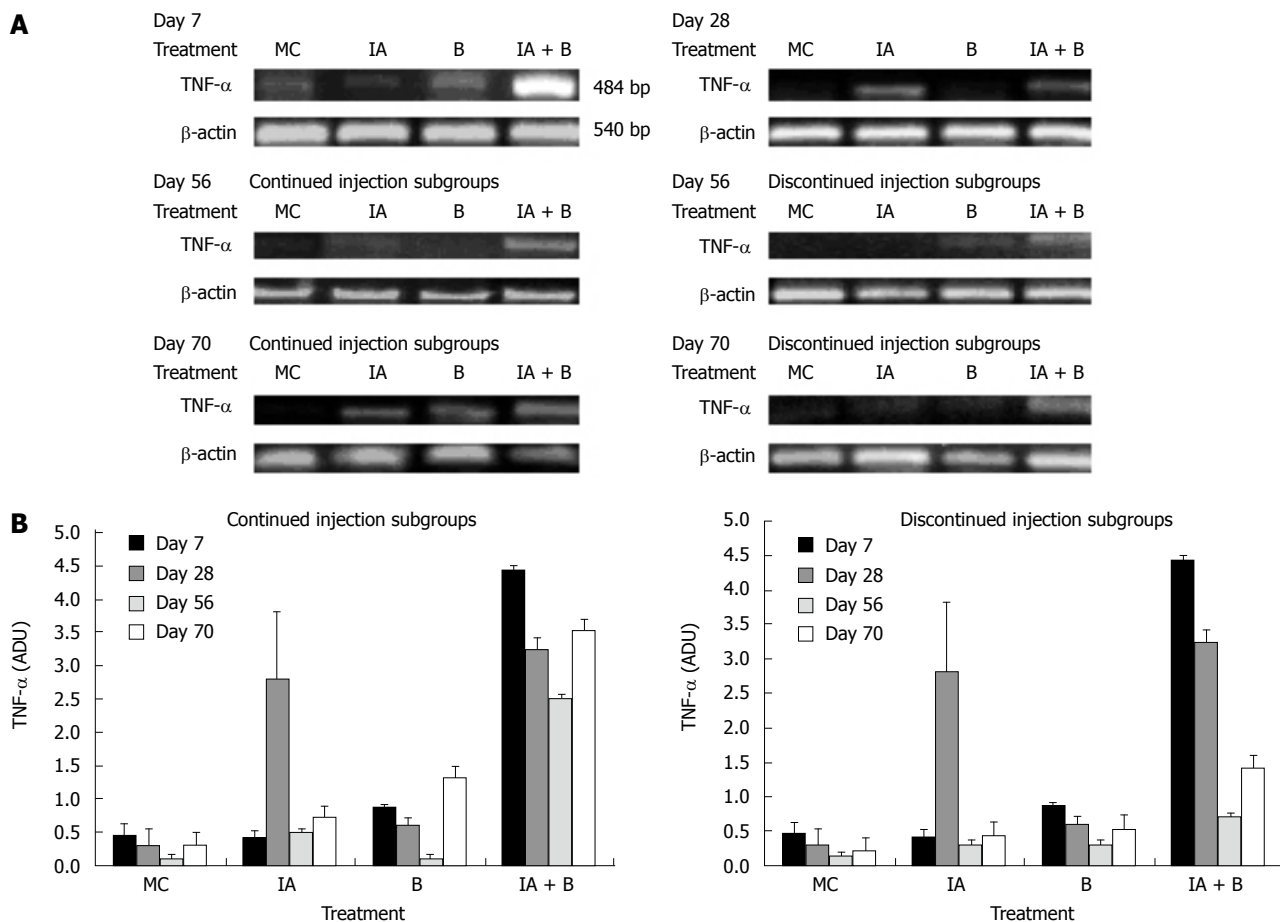 A
Day 7
Treatment MC IA B IA + B
TNF-α 484 bp
β-actin 540 bp
Day 28
Treatment MC IA B IA + B
TNF-α
β-actin
Day 56 Continued injection subgroups
Treatment MC IA B IA + B
TNF-α
β-actin
Day 56 Discontinued injection subgroups
Treatment MC IA B IA + B
TNF-α
β-actin
Day 70 Continued injection subgroups
Treatment MC IA B IA + B
TNF-α
β-actin
Day 70 Discontinued injection subgroups
Treatment MC IA B IA + B
TNF-α
β-actin
B
Continued injection subgroups
Day 7
Day 28
Day 56
Day 70
TNF-α (ADU)
5.0
4.5
4.0
3.5
3.0
2.5
2.0
1.5
1.0
0.5
0.0
MC IA B IA + B
Treatment
Discontinued injection subgroups
Day 7
Day 28
Day 56
Day 70
TNF-α (ADU)
5.0
4.5
4.0
3.5
3.0
2.5
2.0
1.5
1.0
0.5
0.0
MC IA B IA + B
Treatment